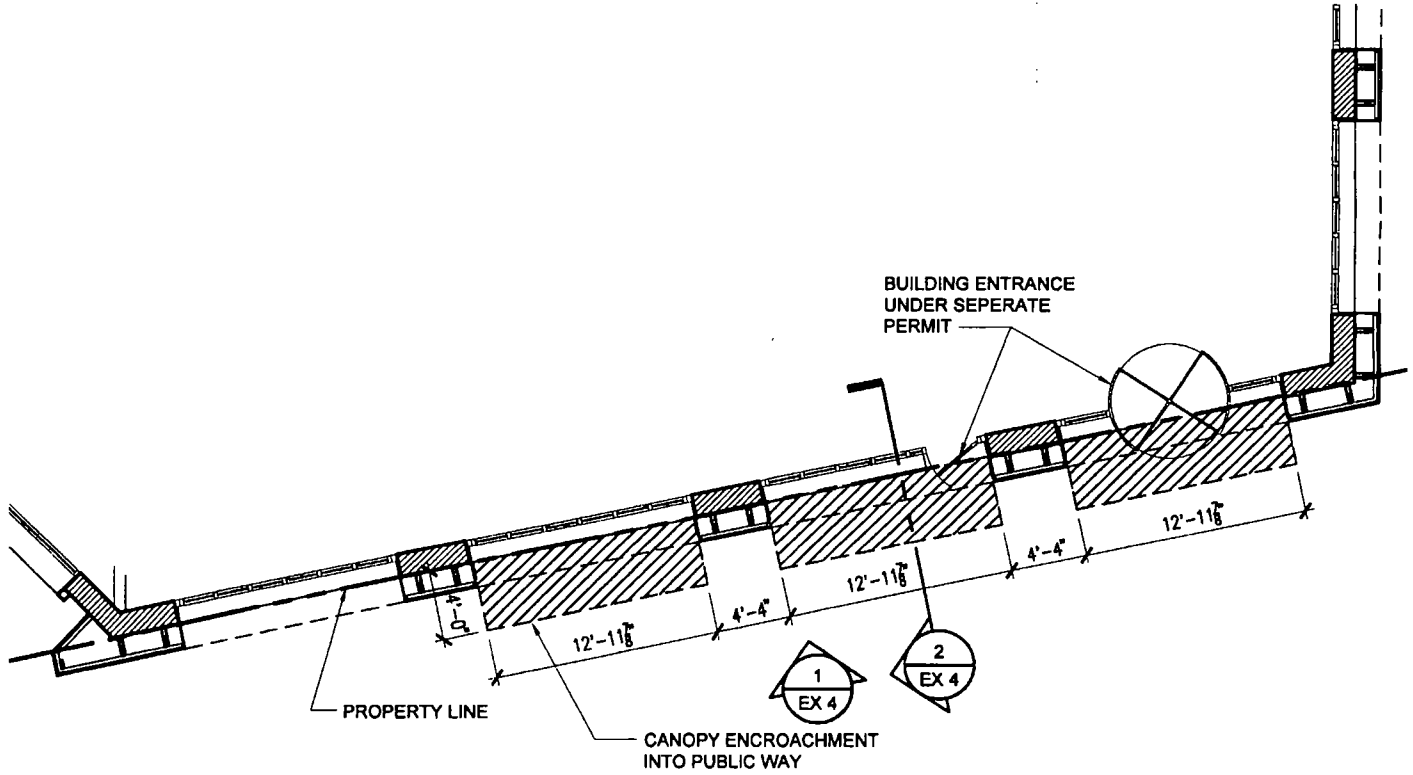 BUILDING ENTRANCE
UNDER SEPERATE
PERMIT
12'-11⅞"
4'-4"
12'-11⅞"
4'-4"
12'-11⅞"
4'-0"
1
EX 4
2
EX 4
PROPERTY LINE
CANOPY ENCROACHMENT
INTO PUBLIC WAY